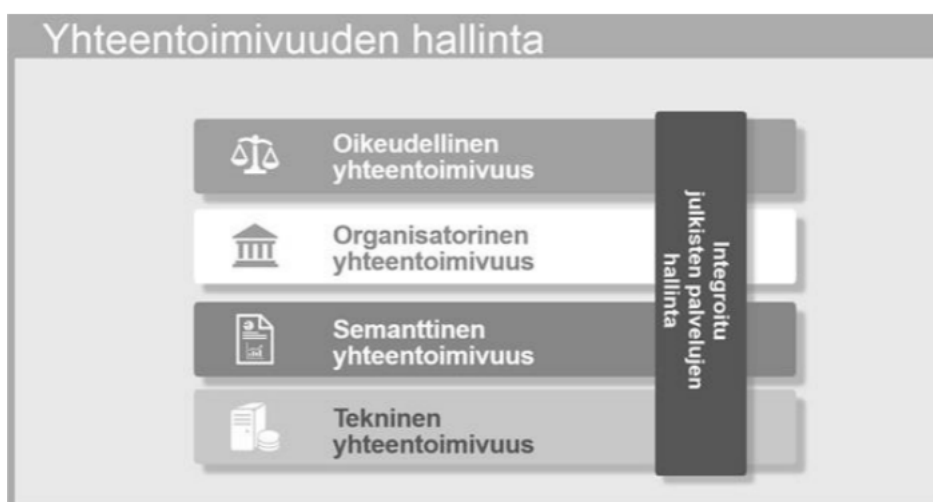 Yhteentoimivuuden hallinta
Oikeudellinen
yhteentoimivuus
Organisatorinen
yhteentoimivuus
Semanttinen
yhteentoimivuus
Tekninen
yhteentoimivuus
Integroitu
julkisten palvelujen
hallinta